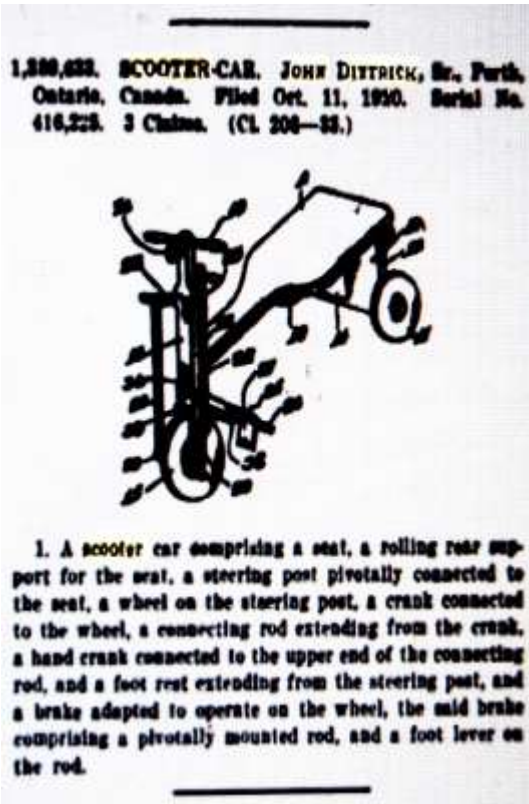 SCOOTER-CAR. JOHN DITTRICK, Sr., Perth,
Ontario, Canada. Filed Oct. 11, 1920. Serial No.
3 Claims. (Cl. 208—33.)
1. A scooter car comprising a seat, a rolling rear sup-
port for the seat, a steering post pivotally connected to
the seat, a wheel on the steering post, a crank connected
to the wheel, a connecting rod extending from the crank,
a hand crank connected to the upper end of the connecting
rod, and a foot rest extending from the steering post, and
a brake adapted to operate on the wheel, the said brake
comprising a pivotally mounted rod, and a foot lever on
the rod.